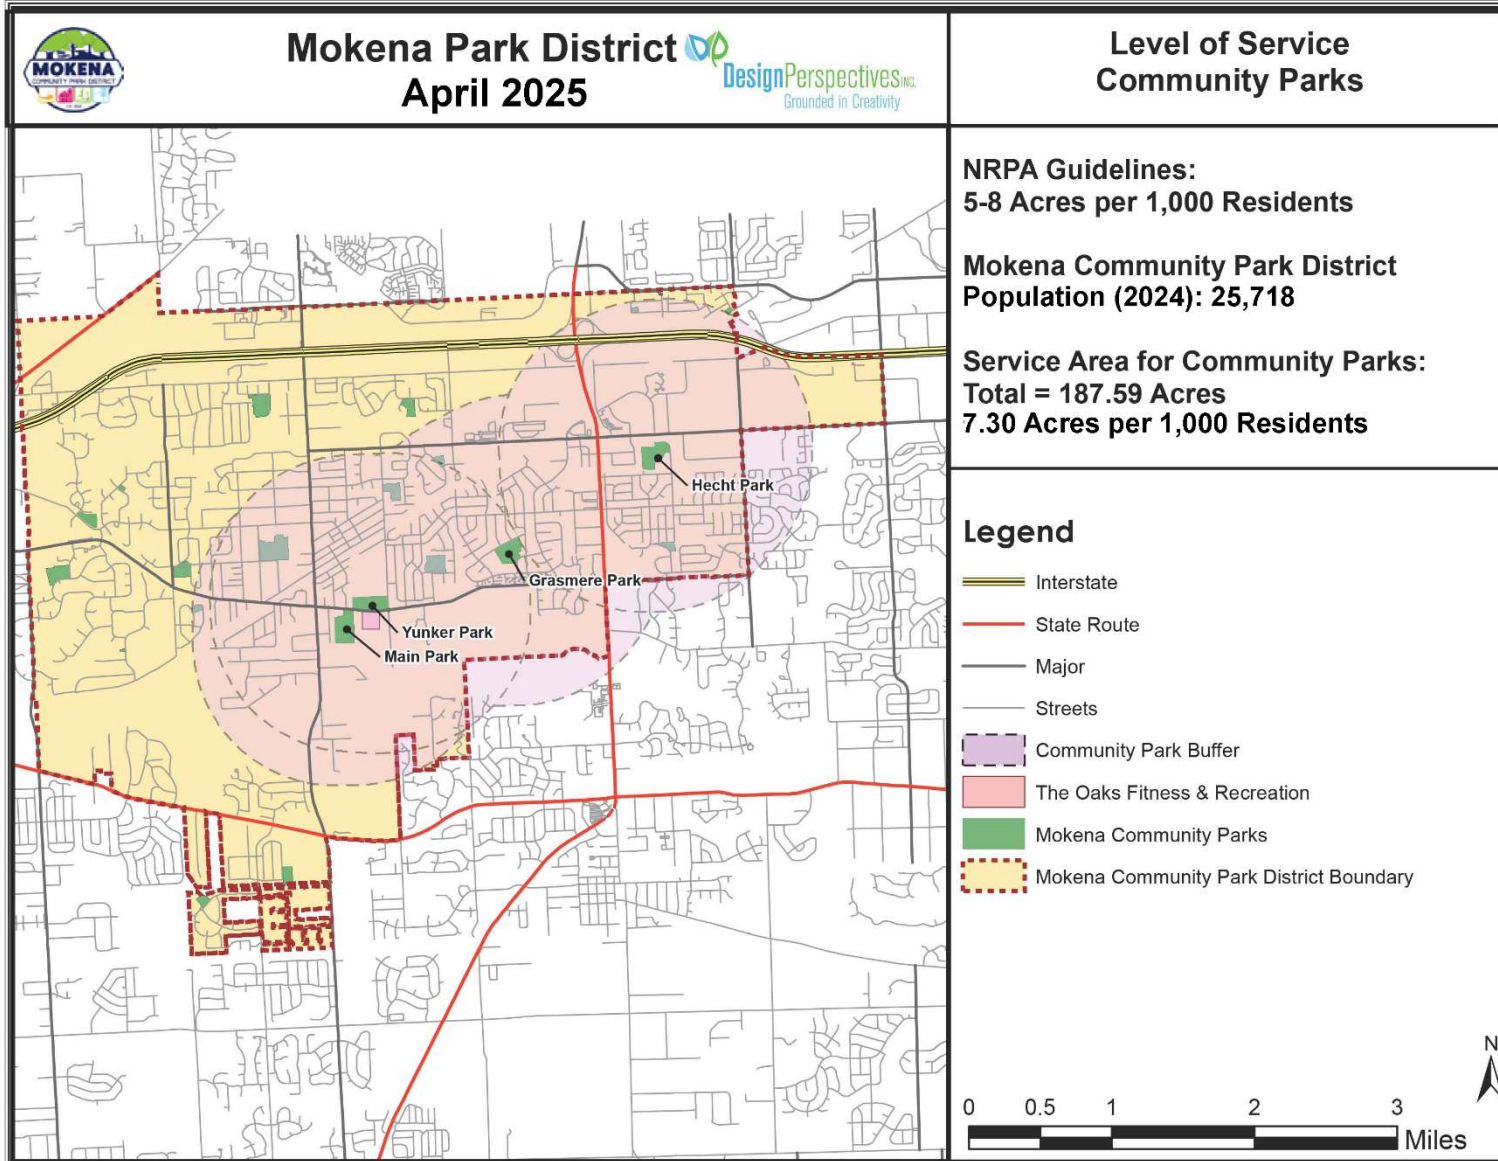 MOKENA
COMMUNITY PARK DISTRICT
Mokena Park District
April 2025
DesignPerspectives INC.
Grounded in Creativity
Level of Service
Community Parks
NRPA Guidelines:
5-8 Acres per 1,000 Residents
Mokena Community Park District
Population (2024): 25,718
Service Area for Community Parks:
Total = 187.59 Acres
7.30 Acres per 1,000 Residents
Hecht Park
Grasmere Park
Yunker Park
Main Park
Legend
Interstate
State Route
Major
Streets
Community Park Buffer
The Oaks Fitness & Recreation
Mokena Community Parks
Mokena Community Park District Boundary
N
0 0.5 1 2 3
Miles